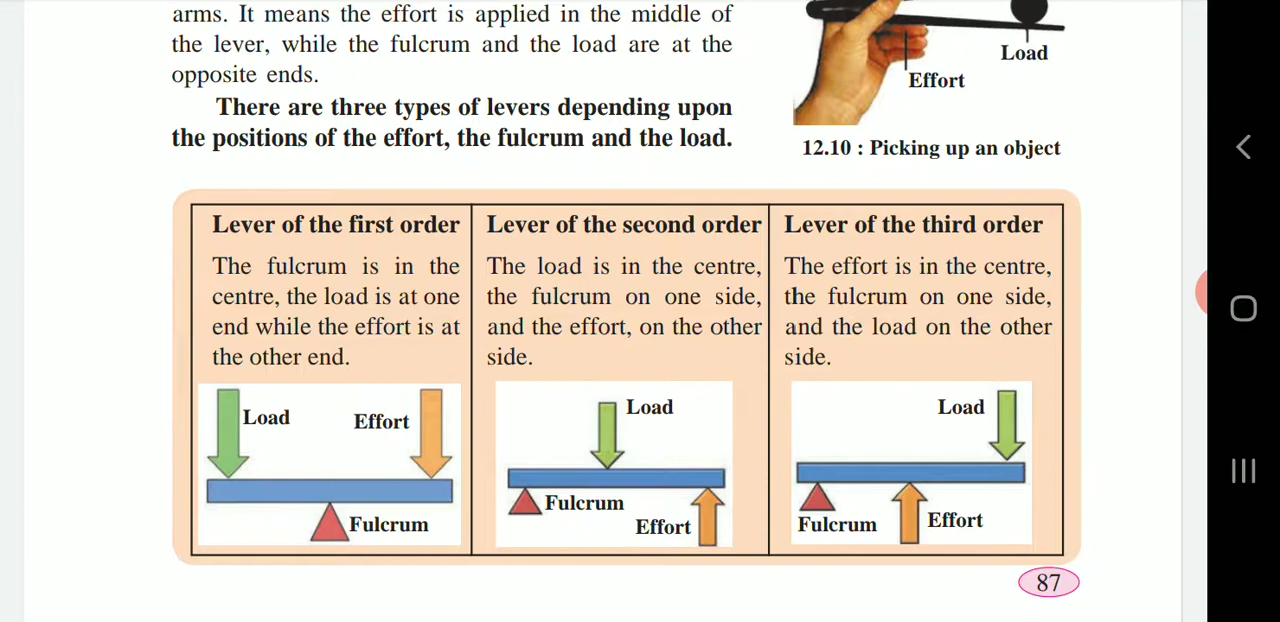 arms. It means the effort is applied in the middle of
the lever, while the fulcrum and the load are at the
opposite ends.
There are three types of levers depending upon
the positions of the effort, the fulcrum and the load.
Load
Effort
12.10 : Picking up an object
Lever of the first order
The fulcrum is in the
centre, the load is at one
end while the effort is at
the other end.
Load
Effort
Fulcrum
Lever of the second order
The load is in the centre,
the fulcrum on one side,
and the effort, on the other
side.
Load
Fulcrum
Effort
Lever of the third order
The effort is in the centre,
the fulcrum on one side,
and the load on the other
side.
Load
Fulcrum
Effort
87